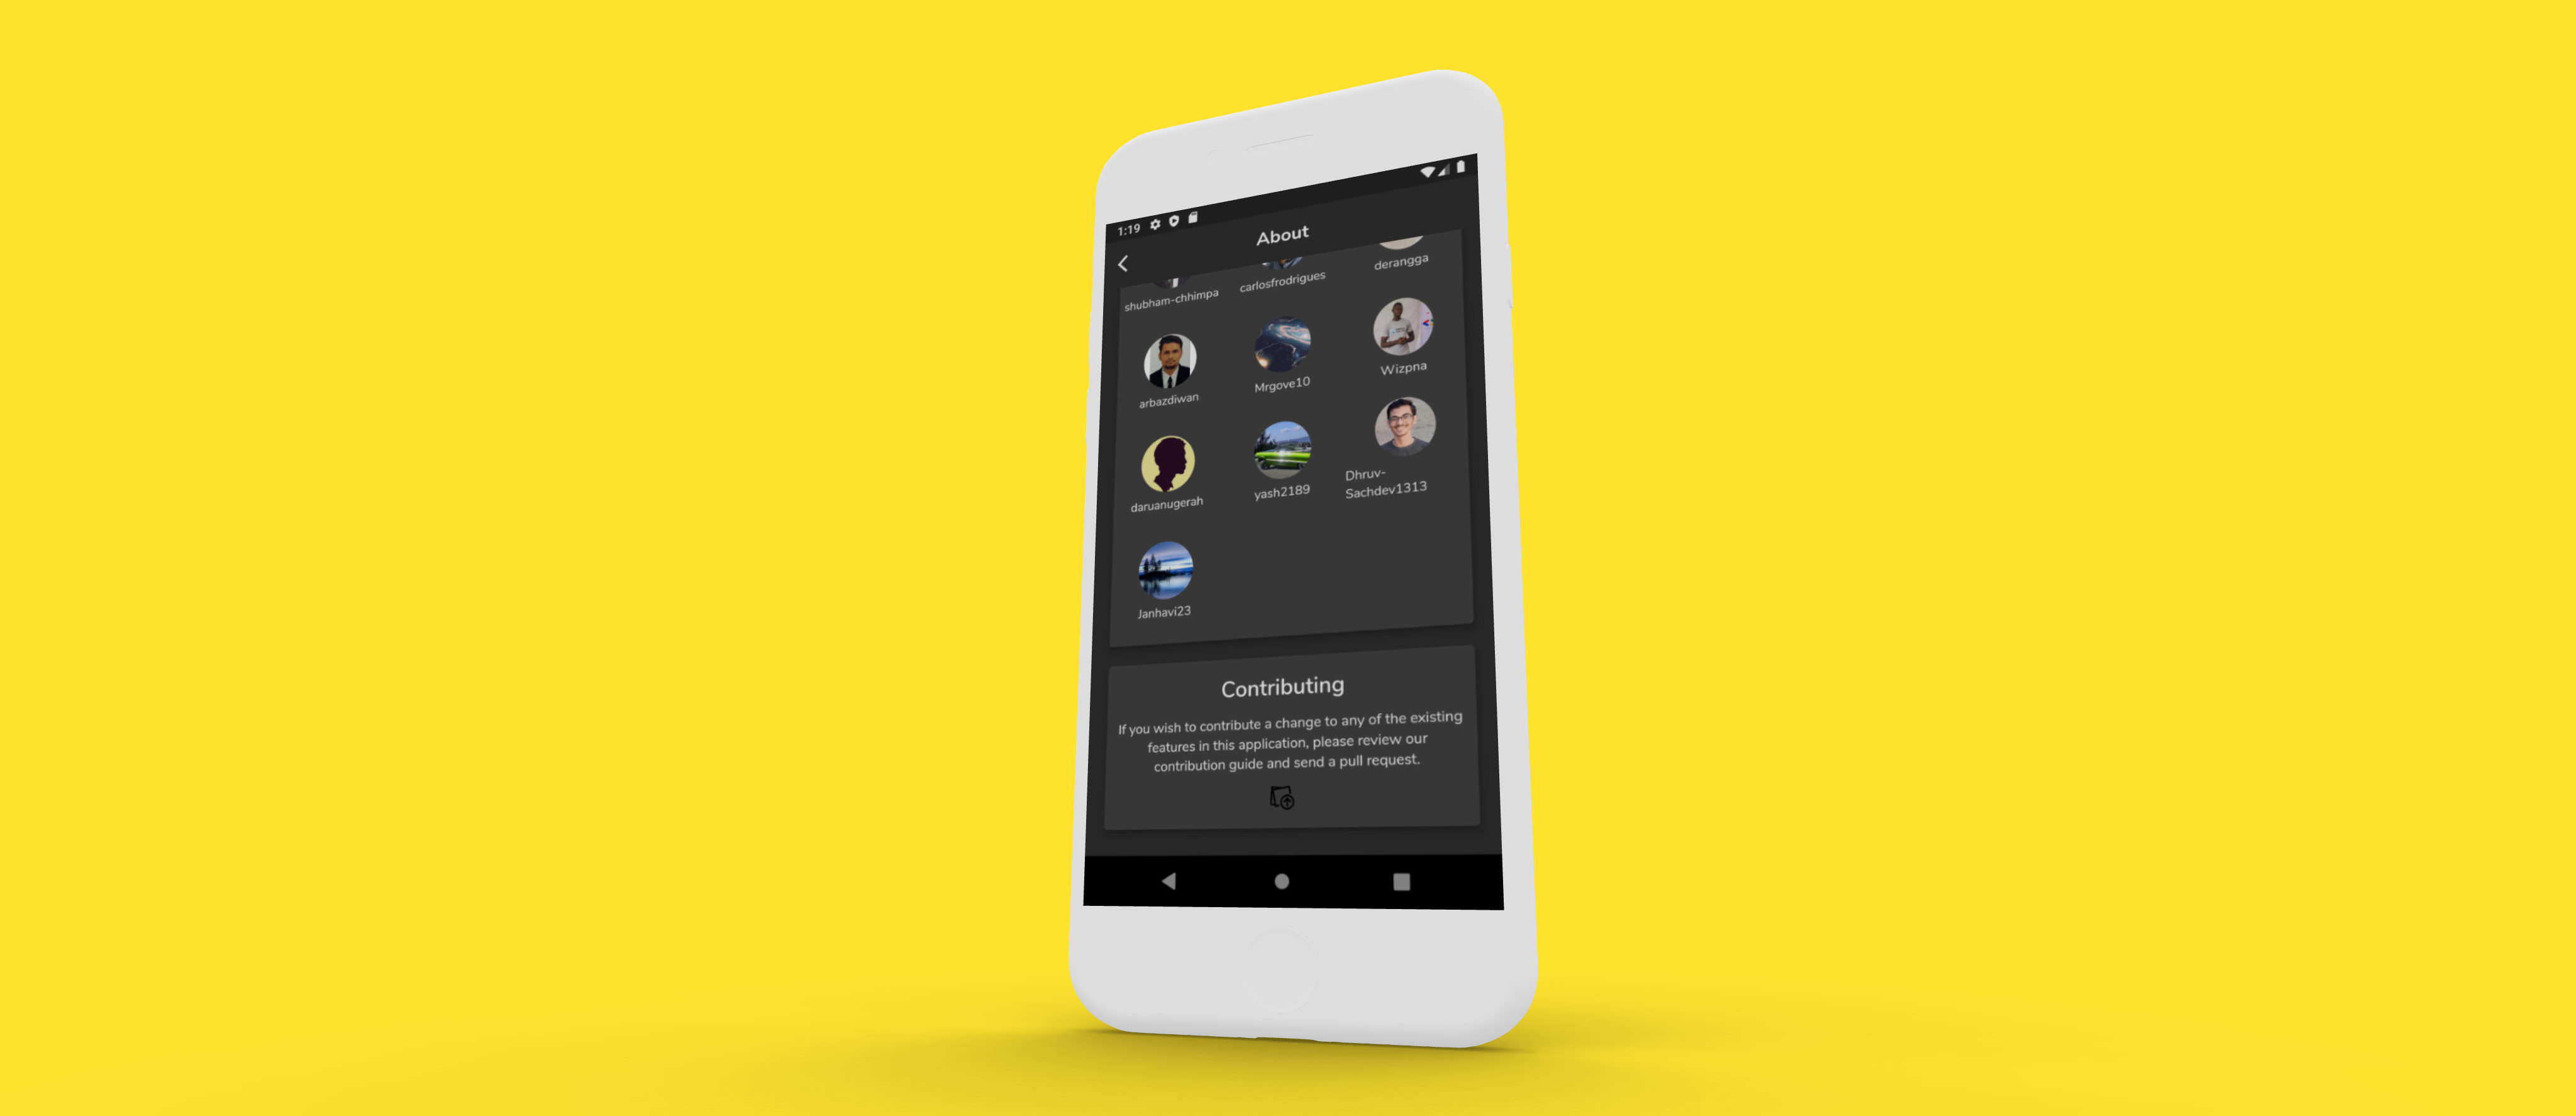 1:19
About
shubham-chhimpa
carlosfrodrigues
derangga
arbazdiwan
Mrgove10
Wizpna
daruanugerah
yash2189
Dhruv-
Sachdev1313
Janhavi23
Contributing
If you wish to contribute a change to any of the existing
features in this application, please review our
contribution guide and send a pull request.